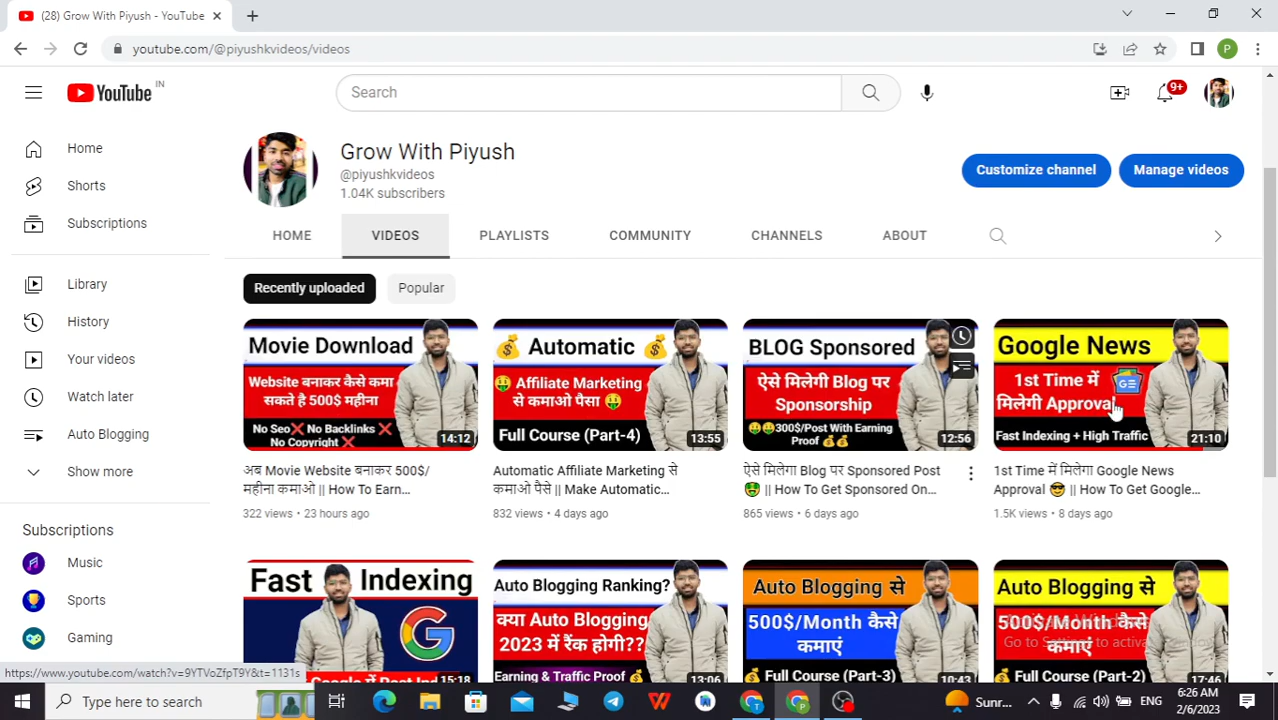 (28) Grow With Piyush - YouTube
youtube.com/@piyushkvideos/videos
P
YouTube IN
Search
9+
Home
Shorts
Subscriptions
Library
History
Your videos
Watch later
Auto Blogging
Show more
Subscriptions
Music
Sports
Gaming
Grow With Piyush
@piyushkvideos
1.04K subscribers
Customize channel
Manage videos
HOME
VIDEOS
PLAYLISTS
COMMUNITY
CHANNELS
ABOUT
Recently uploaded
Popular
Movie Download
Website बनाकर कैसे कमा
सकते है 500$ महीना
No Seo❌ No Backlinks ❌
No Copyright ❌
14:12
अब Movie Website बनाकर 500$/
महीना कमाओ || How To Earn...
322 views • 23 hours ago
💰 Automatic 💰
🤑 Affiliate Marketing
से कमाओ पैसा 🤑
Full Course (Part-4)
13:55
Automatic Affiliate Marketing से
कमाओ पैसे || Make Automatic...
832 views • 4 days ago
BLOG Sponsored
ऐसे मिलेगी Blog पर
Sponsorship
🤑🤑300$/Post With Earning
Proof 💰💰
12:56
ऐसे मिलेगा Blog पर Sponsored Post
🤑 || How To Get Sponsored On...
865 views • 6 days ago
Google News
1st Time में
मिलेगी Approval
GE
Fast Indexing + High Traffic
21:10
1st Time में मिलेगा Google News
Approval 😎 || How To Get Google...
1.5K views • 8 days ago
Fast Indexing
G
15:18
Auto Blogging Ranking?
क्या Auto Blogging
2023 में रैंक होगी??
Earning & Traffic Proof
13:06
Auto Blogging से
500$/Month कैसे
कमाएं
Full Course (Part-3)
10:43
Auto Blogging से
500$/Month कैसे
कमाएं
Full Course (Part-2)
17:46
https://www.youtube.com/watch?v=9YTVoZfpT9Y&t=1131s
Type here to search
Sunr...
ENG
6:26 AM
2/6/2023